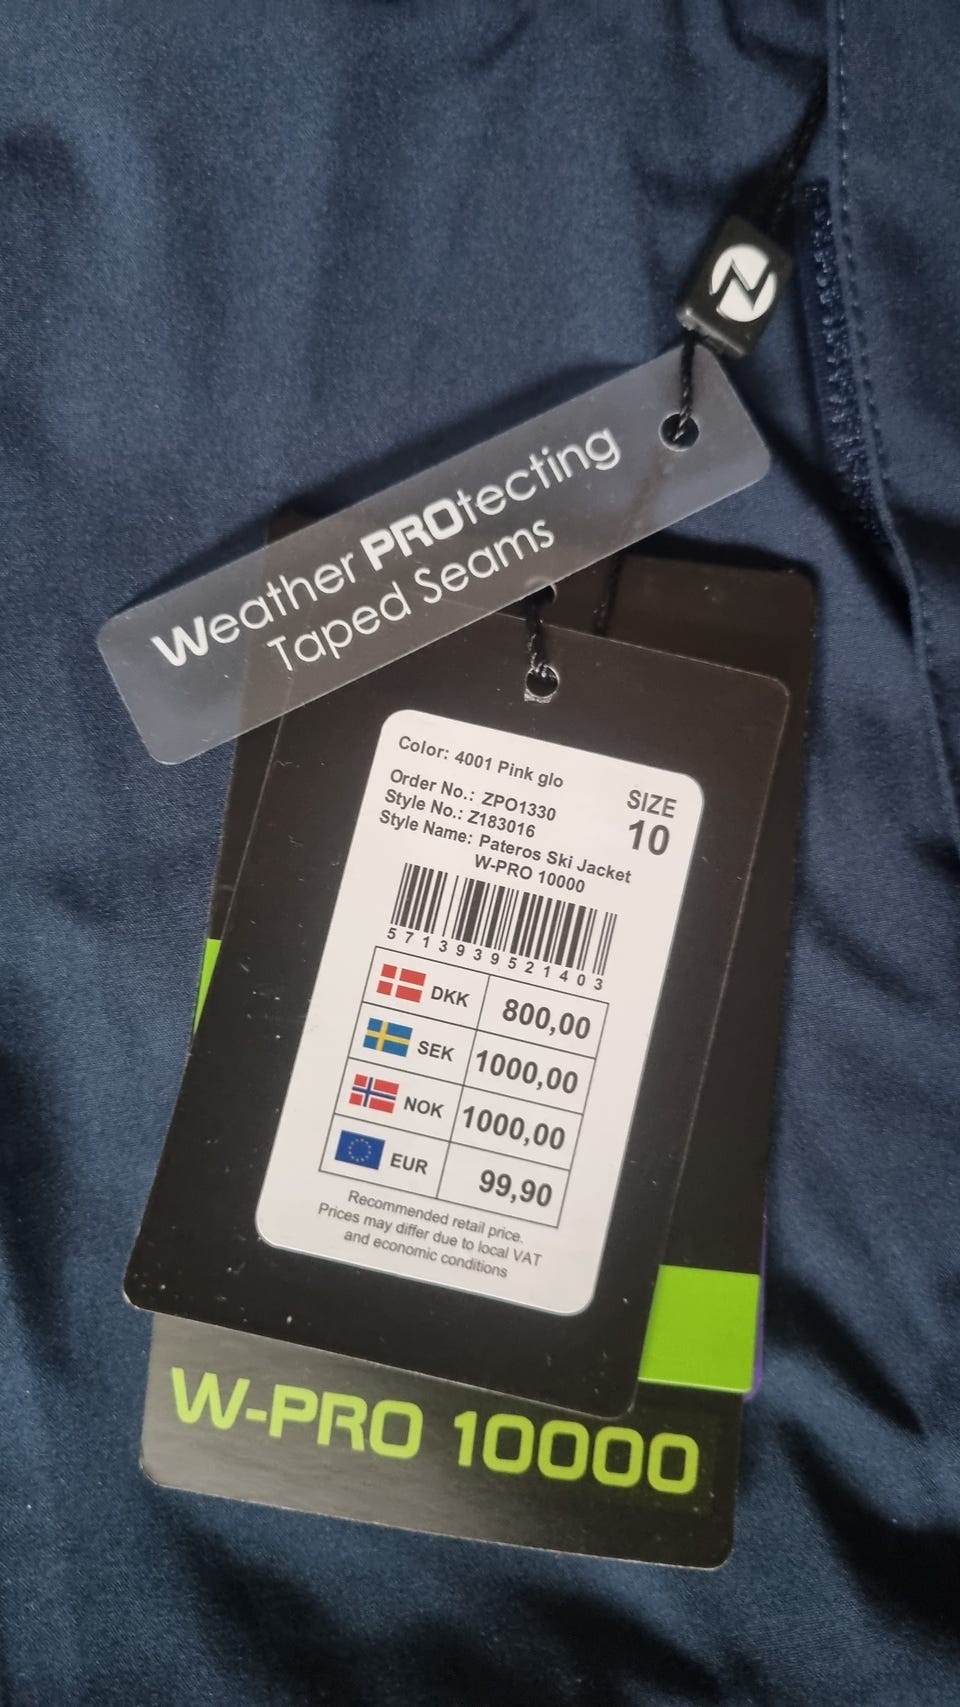 Weather PROtecting
Taped Seams
Color: 4001 Pink glo
SIZE
10
Order No.: ZPO1330
Style No.: Z183016
Style Name: Pateros Ski Jacket
W-PRO 10000
5713939521403
DKK 800,00
SEK 1000,00
NOK 1000,00
EUR 99,90
Recommended retail price.
Prices may differ due to local VAT
and economic conditions
W-PRO 10000